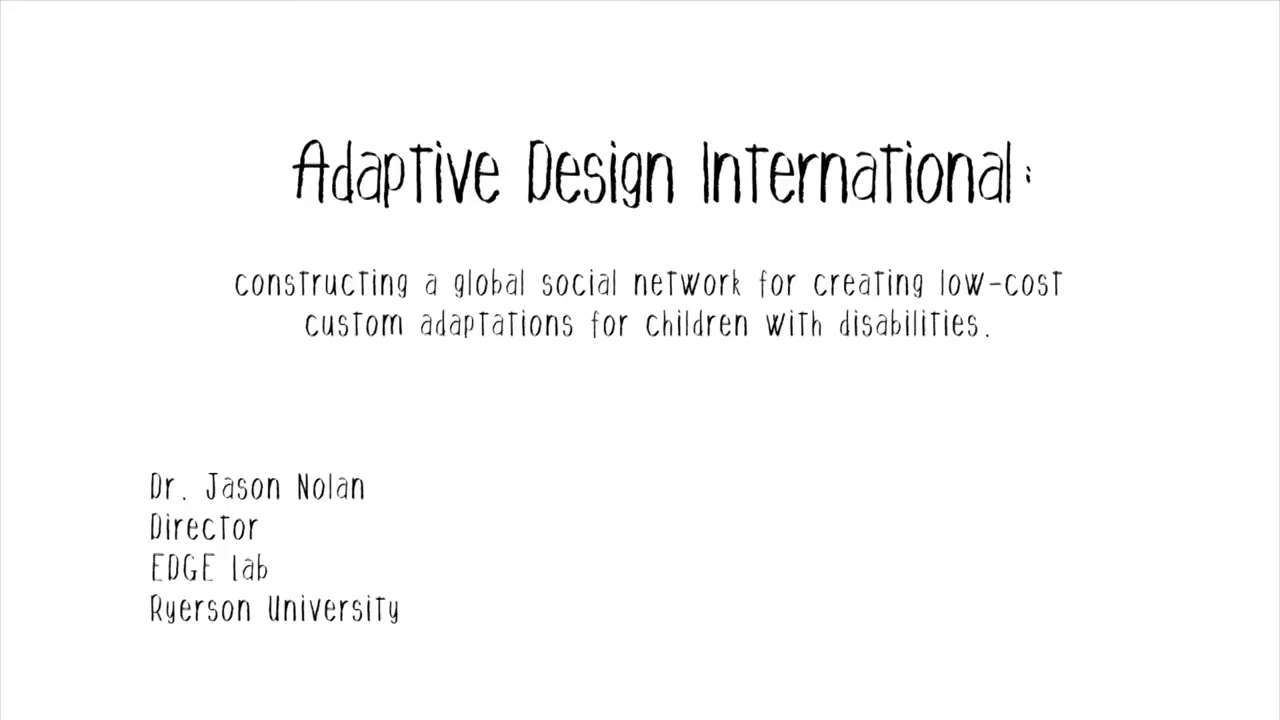 Adaptive Design International:
constructing a global social network for creating low-cost
custom adaptations for children with disabilities.
Dr. Jason Nolan
Director
EDGE Lab
Ryerson University